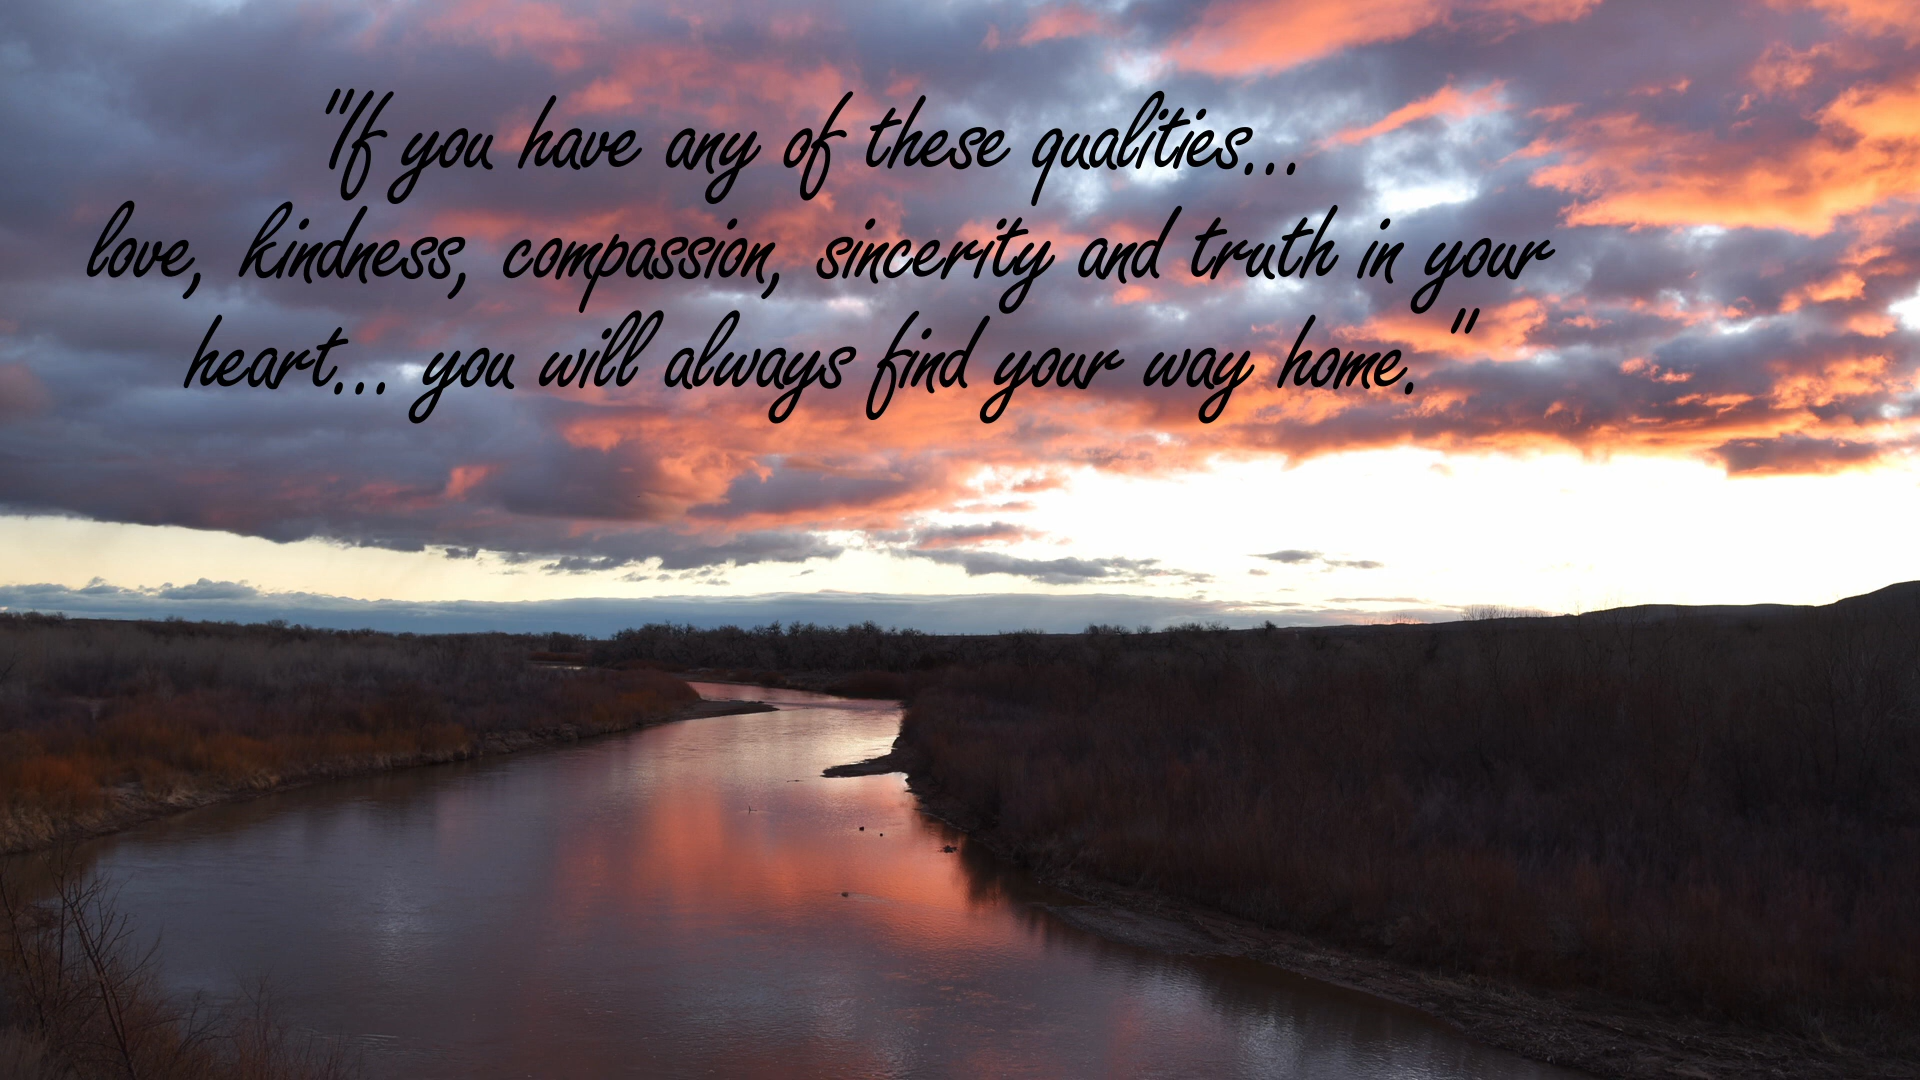 "If you have any of these qualities...
love, kindness, compassion, sincerity and truth in your
heart... you will always find your way home."